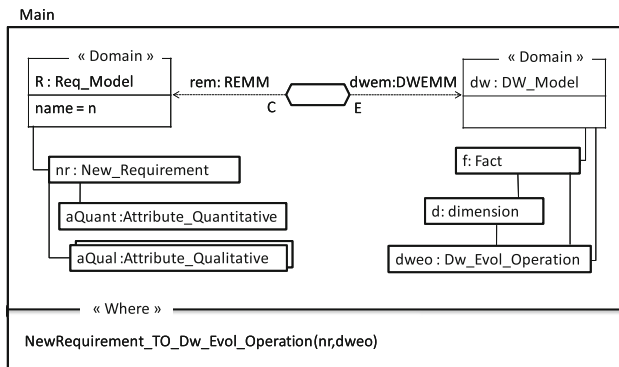 Main
« Domain »
« Domain »
R : Req_Model
rem: REMM
dwem:DWEMM
dw : DW_Model
name = n
C
E
nr : New_Requirement
f: Fact
aQuant :Attribute_Quantitative
d: dimension
aQual :Attribute_Qualitative
dweo : Dw_Evol_Operation
« Where »
NewRequirement_TO_Dw_Evol_Operation(nr,dweo)